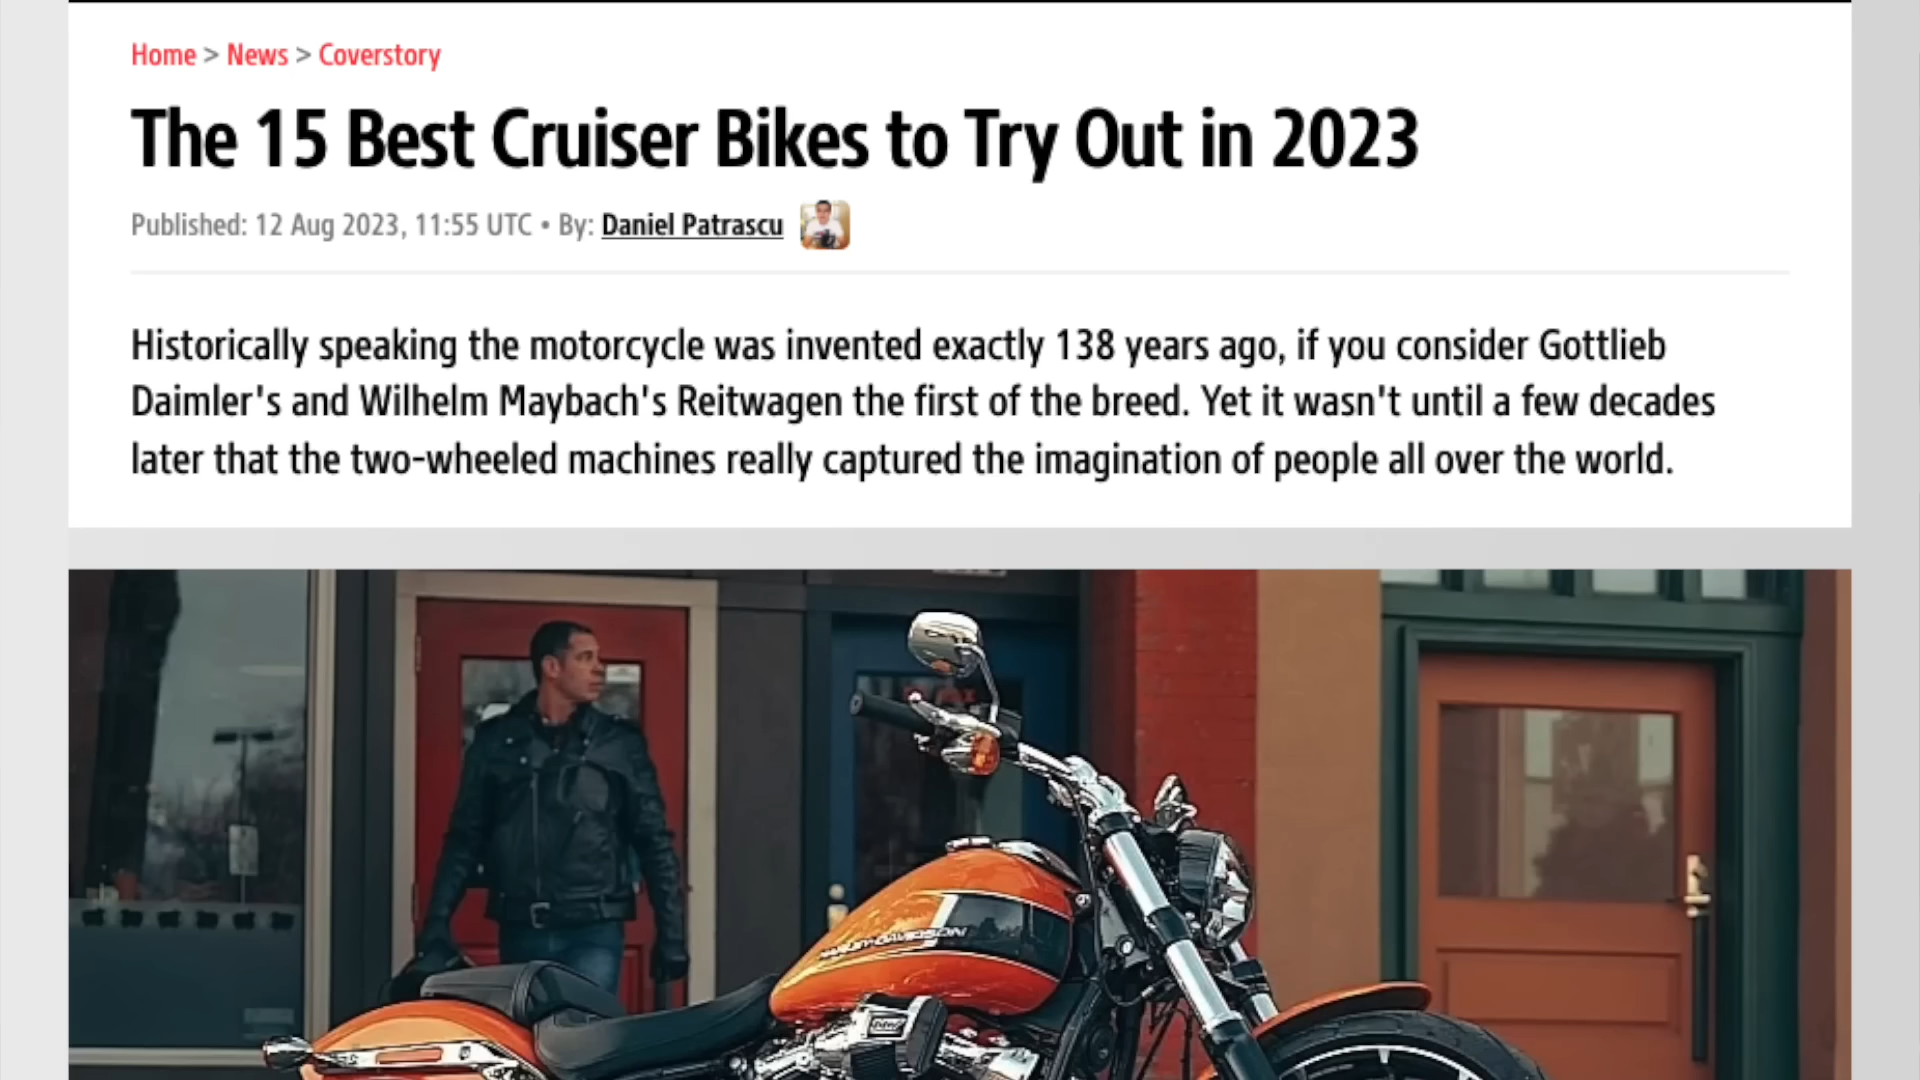 Home > News > Coverstory
The 15 Best Cruiser Bikes to Try Out in 2023
Published: 12 Aug 2023, 11:55 UTC • By: Daniel Patrascu
Historically speaking the motorcycle was invented exactly 138 years ago, if you consider Gottlieb
Daimler's and Wilhelm Maybach's Reitwagen the first of the breed. Yet it wasn't until a few decades
later that the two-wheeled machines really captured the imagination of people all over the world.
HARLEY-DAVIDSON